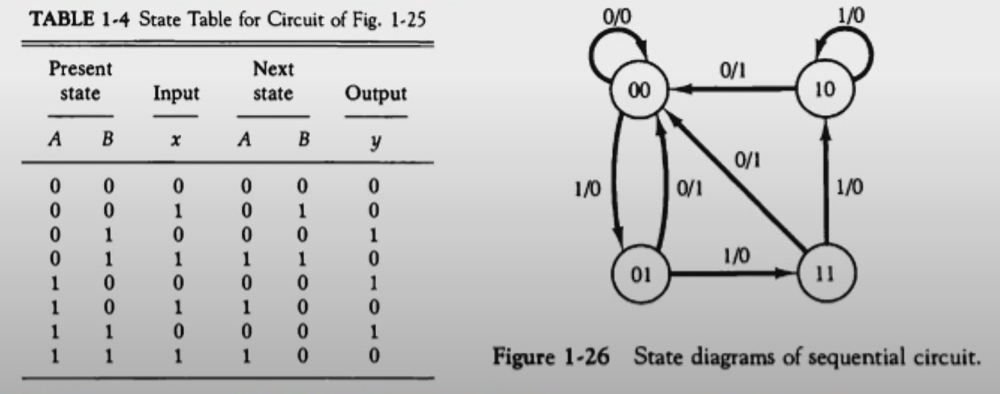 TABLE 1-4 State Table for Circuit of Fig. 1-25
Present state Input Next state Output
A B x A B y
0 0 0 0 0 0
0 0 1 0 1 0
0 1 0 0 0 1
0 1 1 1 1 0
1 0 0 0 0 1
1 0 1 1 0 0
1 1 0 0 0 1
1 1 1 1 0 0
0/0
1/0
00
0/1
10
1/0
0/1
0/1
1/0
01
1/0
11
Figure 1-26 State diagrams of sequential circuit.